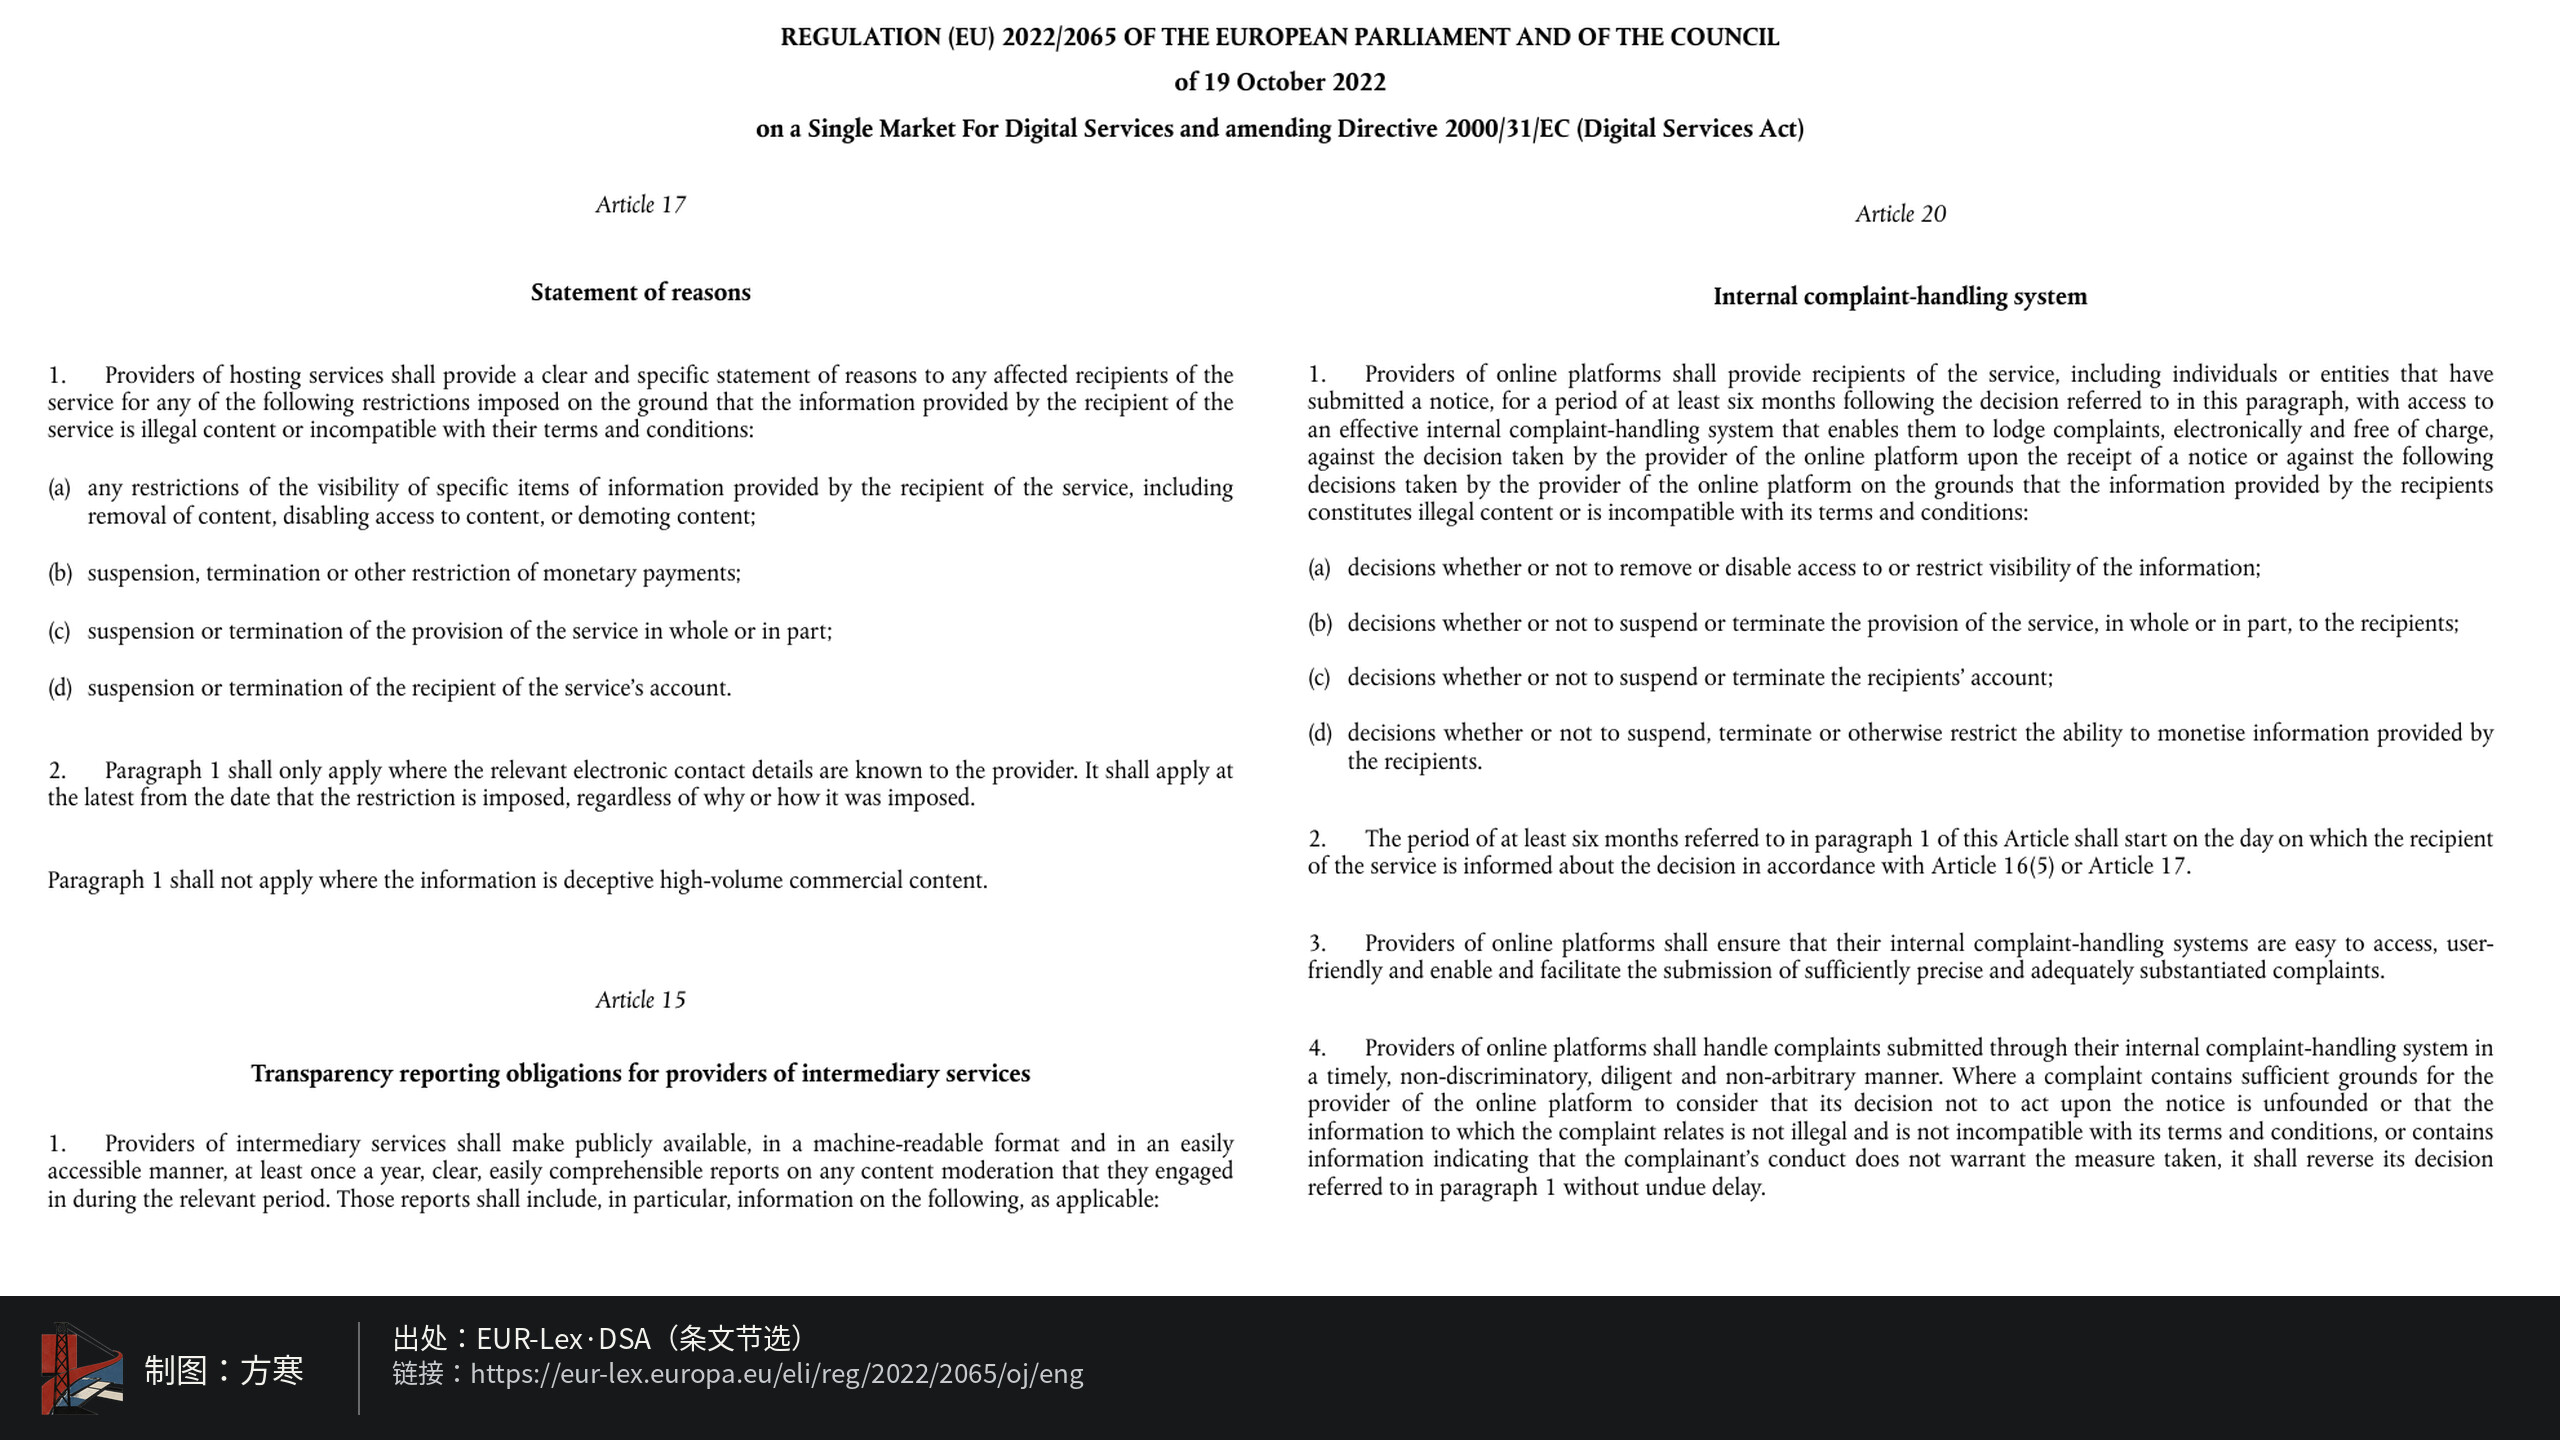 REGULATION (EU) 2022/2065 OF THE EUROPEAN PARLIAMENT AND OF THE COUNCIL
of 19 October 2022
on a Single Market For Digital Services and amending Directive 2000/31/EC (Digital Services Act)
Article 17
Statement of reasons
1. Providers of hosting services shall provide a clear and specific statement of reasons to any affected recipients of the
service for any of the following restrictions imposed on the ground that the information provided by the recipient of the
service is illegal content or incompatible with their terms and conditions:
(a) any restrictions of the visibility of specific items of information provided by the recipient of the service, including
removal of content, disabling access to content, or demoting content;
(b) suspension, termination or other restriction of monetary payments;
(c) suspension or termination of the provision of the service in whole or in part;
(d) suspension or termination of the recipient of the service's account.
2. Paragraph 1 shall only apply where the relevant electronic contact details are known to the provider. It shall apply at
the latest from the date that the restriction is imposed, regardless of why or how it was imposed.
Paragraph 1 shall not apply where the information is deceptive high-volume commercial content.
Article 15
Transparency reporting obligations for providers of intermediary services
1. Providers of intermediary services shall make publicly available, in a machine-readable format and in an easily
accessible manner, at least once a year, clear, easily comprehensible reports on any content moderation that they engaged
in during the relevant period. Those reports shall include, in particular, information on the following, as applicable:
Article 20
Internal complaint-handling system
1. Providers of online platforms shall provide recipients of the service, including individuals or entities that have
submitted a notice, for a period of at least six months following the decision referred to in this paragraph, with access to
an effective internal complaint-handling system that enables them to lodge complaints, electronically and free of charge,
against the decision taken by the provider of the online platform upon the receipt of a notice or against the following
decisions taken by the provider of the online platform on the grounds that the information provided by the recipients
constitutes illegal content or is incompatible with its terms and conditions:
(a) decisions whether or not to remove or disable access to or restrict visibility of the information;
(b) decisions whether or not to suspend or terminate the provision of the service, in whole or in part, to the recipients;
(c) decisions whether or not to suspend or terminate the recipients' account;
(d) decisions whether or not to suspend, terminate or otherwise restrict the ability to monetise information provided by
the recipients.
2. The period of at least six months referred to in paragraph 1 of this Article shall start on the day on which the recipient
of the service is informed about the decision in accordance with Article 16(5) or Article 17.
3. Providers of online platforms shall ensure that their internal complaint-handling systems are easy to access, user-
friendly and enable and facilitate the submission of sufficiently precise and adequately substantiated complaints.
4. Providers of online platforms shall handle complaints submitted through their internal complaint-handling system in
a timely, non-discriminatory, diligent and non-arbitrary manner. Where a complaint contains sufficient grounds for the
provider of the online platform to consider that its decision not to act upon the notice is unfounded or that the
information to which the complaint relates is not illegal and is not incompatible with its terms and conditions, or contains
information indicating that the complainant's conduct does not warrant the measure taken, it shall reverse its decision
referred to in paragraph 1 without undue delay.
制图：方寒
出处：EUR-Lex·DSA（条文节选）
链接：https://eur-lex.europa.eu/eli/reg/2022/2065/oj/eng